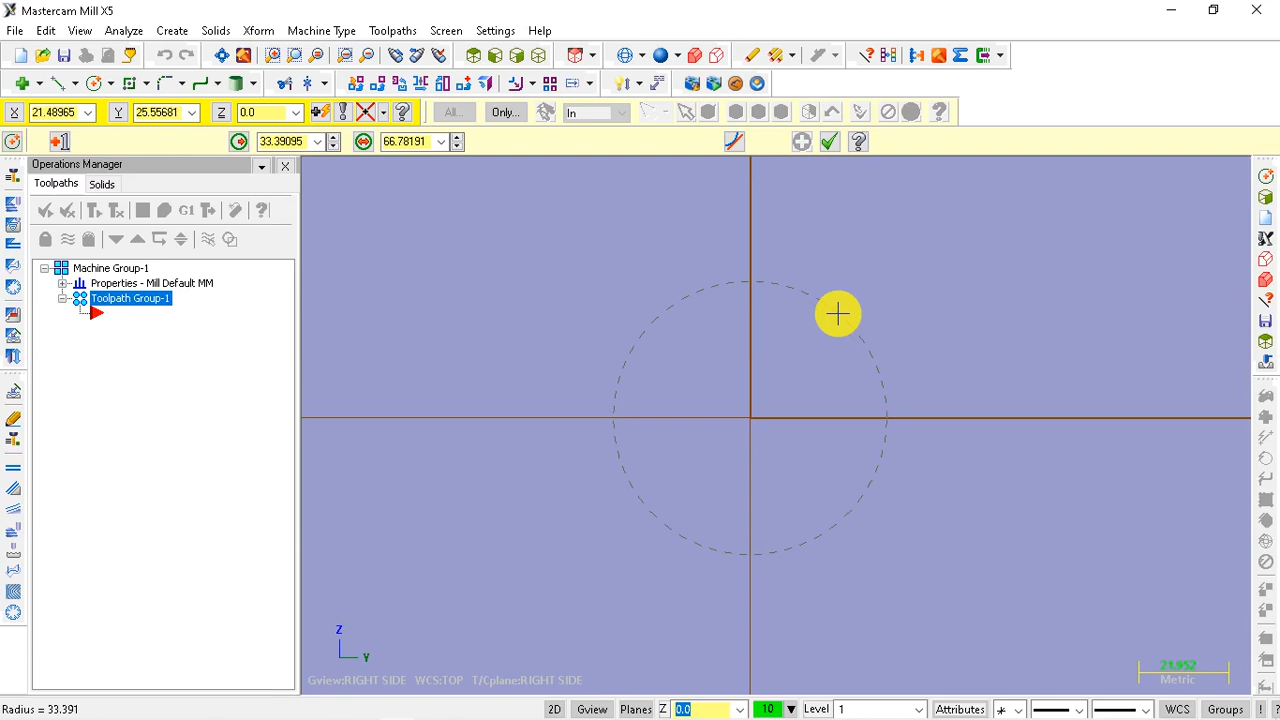 Mastercam Mill X5
File Edit View Analyze Create Solids Xform Machine Type Toolpaths Screen Settings Help
X 21.48965 Y 25.55681 Z 0.0 All... Only... In
33.39095 66.78191
Operations Manager
Toolpaths Solids
G1
Machine Group-1
Properties - Mill Default MM
Toolpath Group-1
Z
Y
21.952
Metric
Gview:RIGHT SIDE WCS:TOP T/Cplane:RIGHT SIDE
Radius = 33.391 2D Gview Planes Z 0.0 10 Level 1 Attributes WCS Groups ?